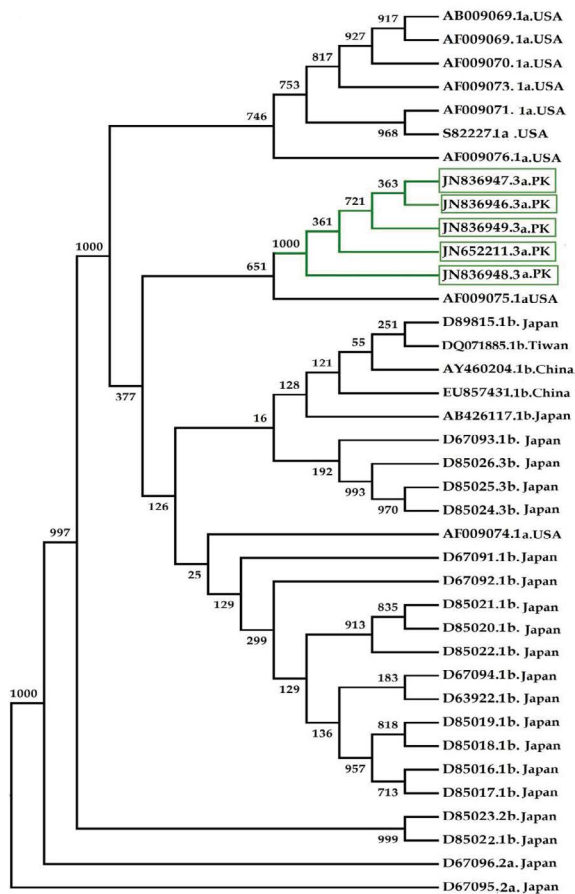 917
AB009069.1a.USA
AF009069.1a.USA
927
AF009070.1a.USA
817
AF009073.1a.USA
753
AF009071.1a.USA
746
968
S82227.1a.USA
AF009076.1a.USA
363
JN836947.3a.PK
721
JN836946.3a.PK
361
JN836949.3a.PK
1000
1000
JN652211.3a.PK
651
JN836948.3a.PK
AF009075.1aUSA
251
D89815.1b.Japan
55
DQ071885.1b.Tiwan
121
AY460204.1b.China
128
EU857431.1b.China
377
16
AB426117.1b.Japan
D67093.1b.Japan
192
D85026.3b.Japan
993
D85025.3b.Japan
126
970
D85024.3b.Japan
997
AF009074.1a.USA
25
D67091.1b.Japan
129
D67092.1b.Japan
299
835
D85021.1b.Japan
913
D85020.1b.Japan
D85022.1b.Japan
129
183
D67094.1b.Japan
1000
D63922.1b.Japan
136
818
D85019.1b.Japan
D85018.1b.Japan
957
D85016.1b.Japan
713
D85017.1b.Japan
D85023.2b.Japan
999
D85022.1b.Japan
D67096.2a.Japan
D67095.2a.Japan